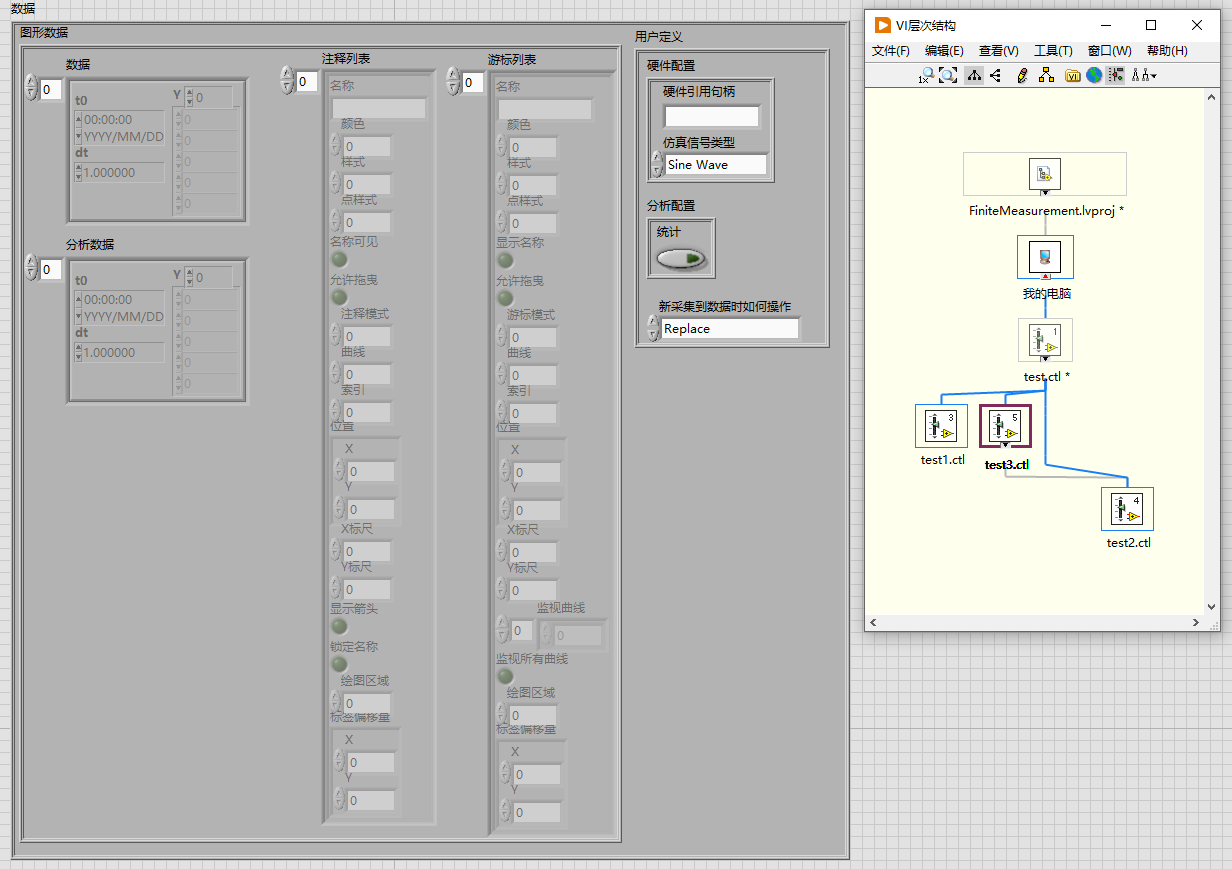 数据
图形数据
数据
0
t0
00:00:00
YYYY/MM/DD
dt
1.000000
Y
0
0
0
0
0
0
分析数据
0
t0
00:00:00
YYYY/MM/DD
dt
1.000000
Y
0
0
0
0
0
0
注释列表
0
名称
颜色
0
样式
0
点样式
0
名称可见
允许拖曳
注释模式
0
曲线
0
索引
0
位置
X
0
Y
0
X标尺
0
Y标尺
0
显示箭头
锁定名称
绘图区域
0
标签偏移量
X
0
Y
0
游标列表
0
名称
颜色
0
样式
0
点样式
0
显示名称
允许拖曳
游标模式
0
曲线
0
索引
0
位置
X
0
Y
0
X标尺
0
Y标尺
0
监视曲线
0
0
监视所有曲线
绘图区域
0
标签偏移量
X
0
Y
0
用户定义
硬件配置
硬件引用句柄
仿真信号类型
Sine Wave
分析配置
统计
新采集到数据时如何操作
Replace
VI层次结构
文件(F) 编辑(E) 查看(V) 工具(T) 窗口(W) 帮助(H)
1x
VI
FiniteMeasurement.lvproj *
我的电脑
1
test.ctl *
3
test1.ctl
5
test3.ctl
4
test2.ctl